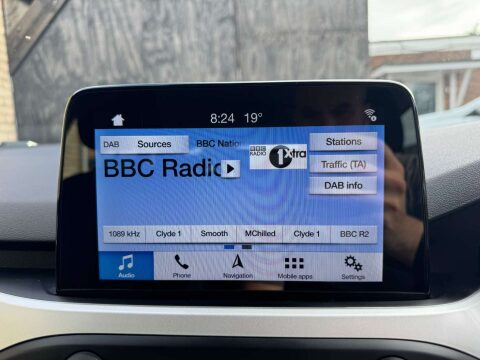 8:24 19°
DAB Sources BBC Natio
BBC Radio
BBC RADIO 1Xtra
Stations
Traffic (TA)
DAB info
1089 kHz Clyde 1 Smooth MChilled Clyde 1 BBC R2
Audio Phone Navigation Mobile apps Settings